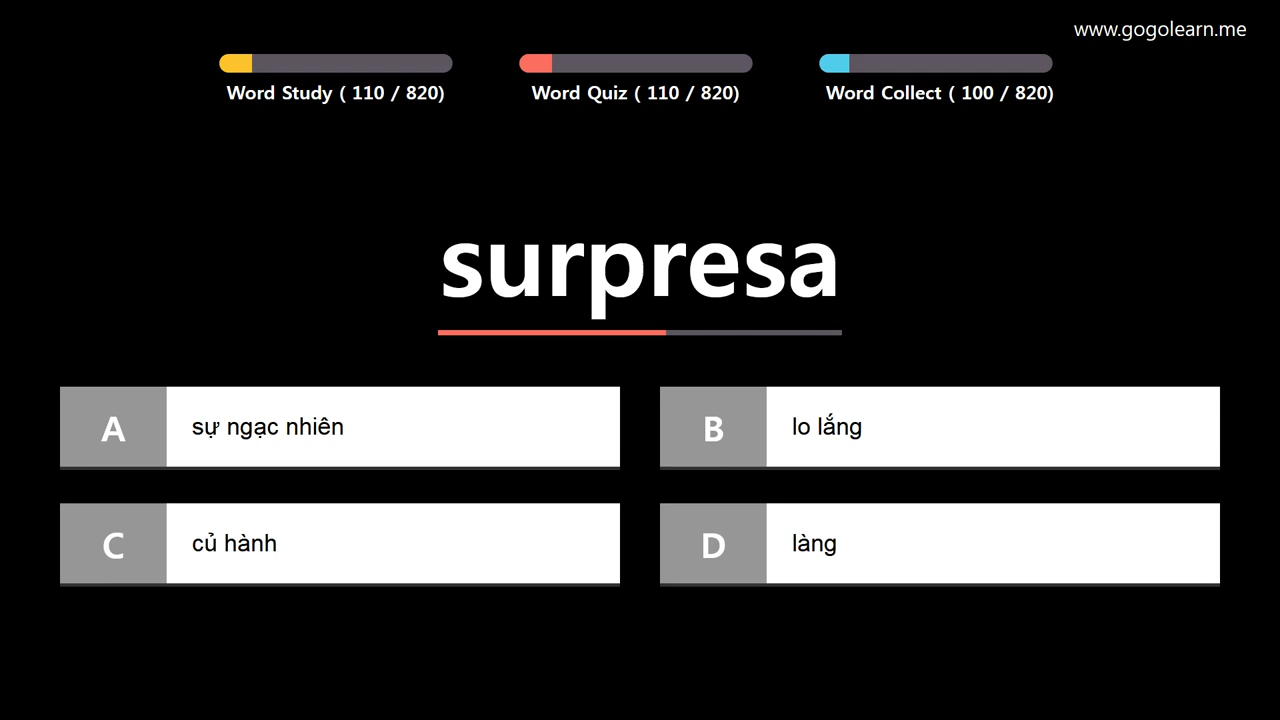 www.gogolearn.me
Word Study ( 110 / 820)
Word Quiz ( 110 / 820)
Word Collect ( 100 / 820)
surpresa
A
sự ngạc nhiên
B
lo lắng
C
củ hành
D
làng